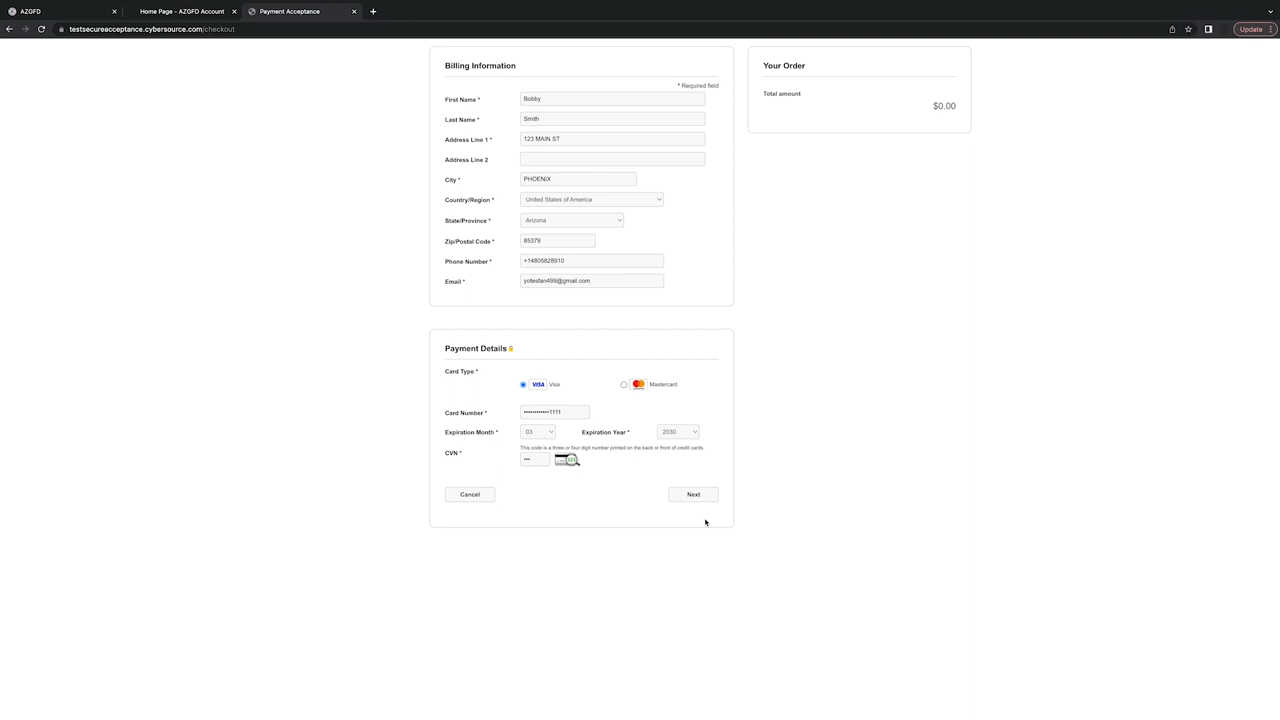 AZGFD
Home Page - AZGFD Account
Payment Acceptance
testsecureacceptance.cybersource.com/checkout
Update
Billing Information
* Required field
First Name *
Bobby
Last Name *
Smith
Address Line 1 *
123 MAIN ST
Address Line 2
City *
PHOENIX
Country/Region *
United States of America
State/Province *
Arizona
Zip/Postal Code *
85379
Phone Number *
+14805828910
Email *
yotesfan499@gmail.com
Your Order
Total amount
$0.00
Payment Details
Card Type *
VISA Visa
Mastercard
Card Number *
••••••••••••1111
Expiration Month *
03
Expiration Year *
2030
This code is a three or four digit number printed on the back or front of credit cards.
CVN *
•••
Cancel
Next